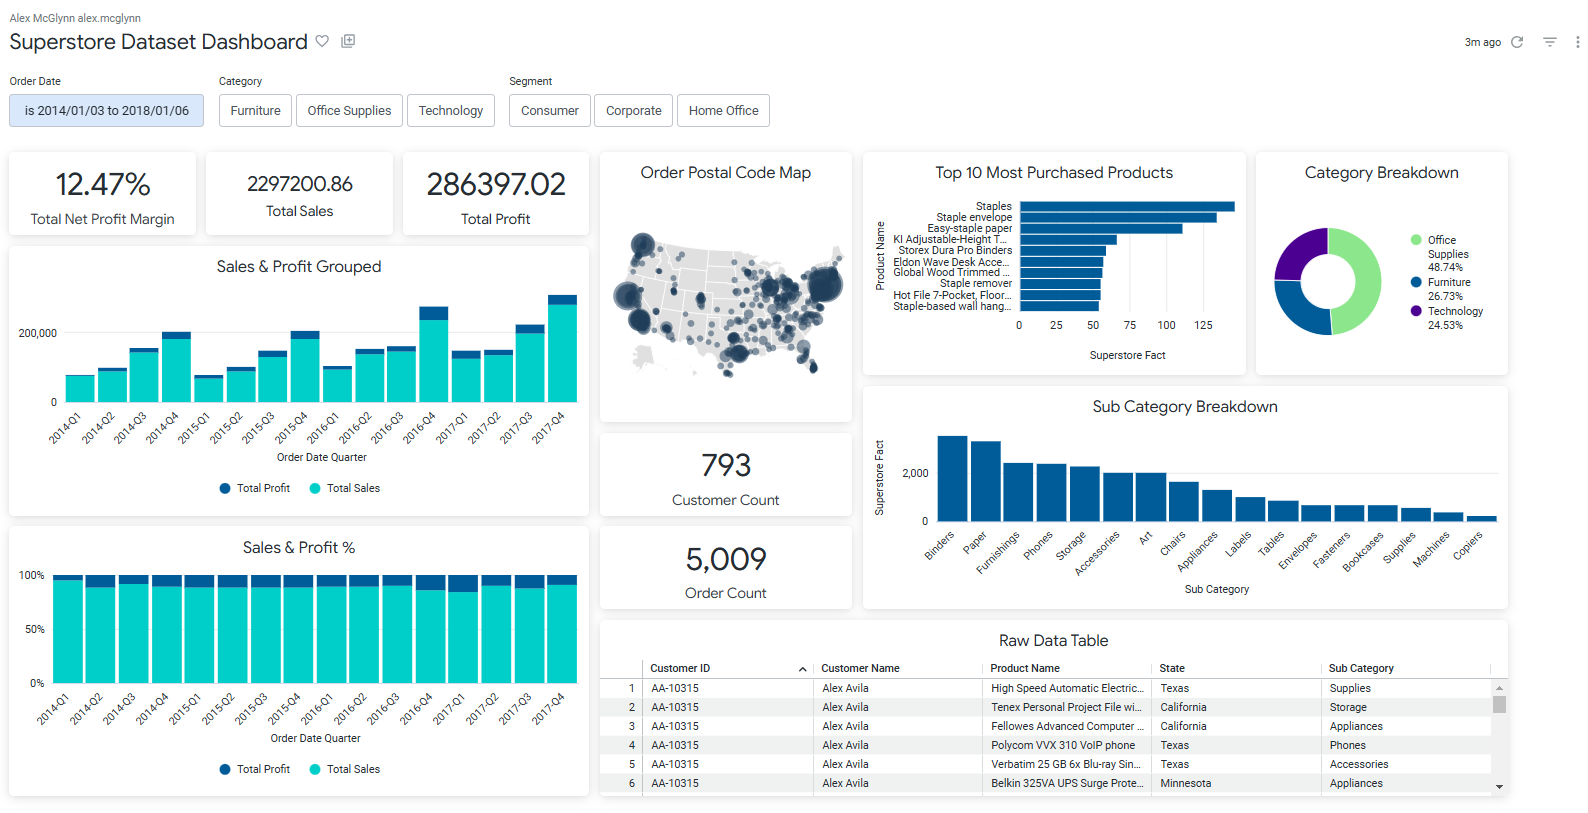 Alex McGlynn alex.mcglynn
Superstore Dataset Dashboard
3m ago
Order Date
Category
Segment
is 2014/01/03 to 2018/01/06
Furniture
Office Supplies
Technology
Consumer
Corporate
Home Office
12.47%
Total Net Profit Margin
2297200.86
Total Sales
286397.02
Total Profit
Sales & Profit Grouped
200,000
0
2014-Q1
2014-Q2
2014-Q3
2014-Q4
2015-Q1
2015-Q2
2015-Q3
2015-Q4
2016-Q1
2016-Q2
2016-Q3
2016-Q4
2017-Q1
2017-Q2
2017-Q3
2017-Q4
Order Date Quarter
Total Profit
Total Sales
Sales & Profit %
100%
50%
0%
2014-Q1
2014-Q2
2014-Q3
2014-Q4
2015-Q1
2015-Q2
2015-Q3
2015-Q4
2016-Q1
2016-Q2
2016-Q3
2016-Q4
2017-Q1
2017-Q2
2017-Q3
2017-Q4
Order Date Quarter
Total Profit
Total Sales
Order Postal Code Map
793
Customer Count
5,009
Order Count
Top 10 Most Purchased Products
Product Name
Staples
Staple envelope
Easy-staple paper
KI Adjustable-Height T...
Storex Dura Pro Binders
Eldon Wave Desk Acce...
Global Wood Trimmed ...
Staple remover
Hot File 7-Pocket, Floor...
Staple-based wall hang...
0
25
50
75
100
125
Superstore Fact
Category Breakdown
Office
Supplies
48.74%
Furniture
26.73%
Technology
24.53%
Sub Category Breakdown
Superstore Fact
2,000
0
Binders
Paper
Furnishings
Phones
Storage
Accessories
Art
Chairs
Appliances
Labels
Tables
Envelopes
Fasteners
Bookcases
Supplies
Machines
Copiers
Sub Category
Raw Data Table
Customer ID Customer Name Product Name State Sub Category
1 AA-10315 Alex Avila High Speed Automatic Electric... Texas Supplies
2 AA-10315 Alex Avila Tenex Personal Project File wi... California Storage
3 AA-10315 Alex Avila Fellowes Advanced Computer ... California Appliances
4 AA-10315 Alex Avila Polycom VVX 310 VoIP phone Texas Phones
5 AA-10315 Alex Avila Verbatim 25 GB 6x Blu-ray Sin... Texas Accessories
6 AA-10315 Alex Avila Belkin 325VA UPS Surge Prote... Minnesota Appliances